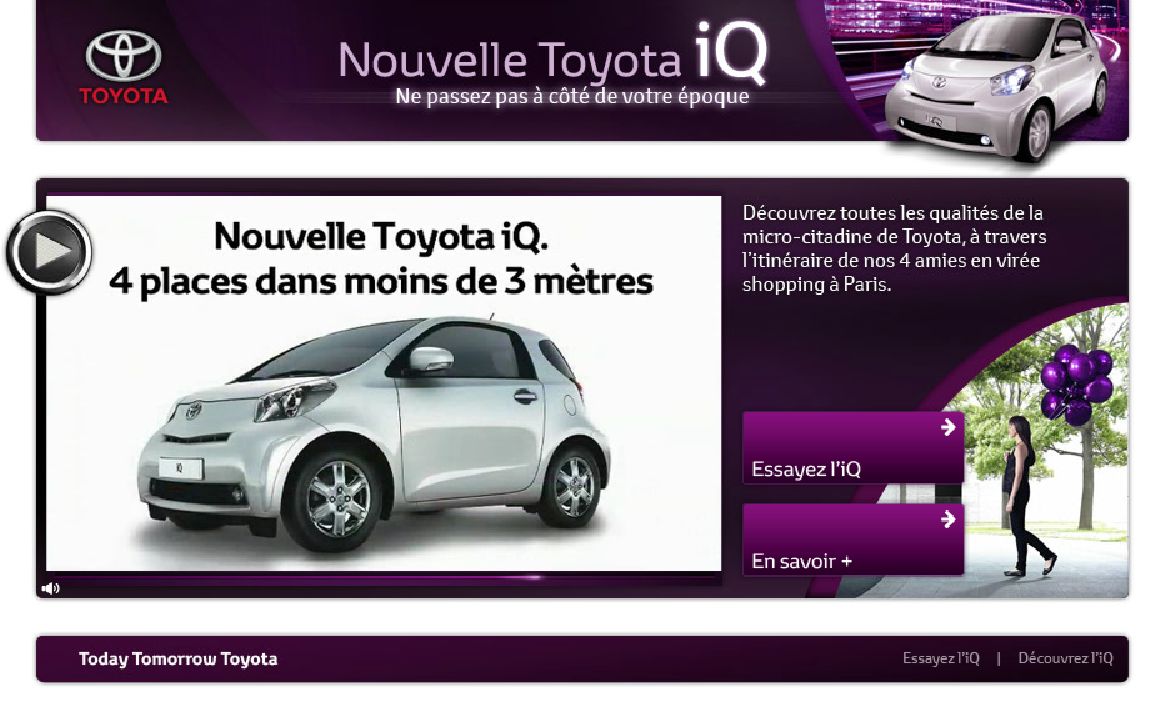 TOYOTA
Nouvelle Toyota iQ
Ne passez pas à côté de votre époque
Nouvelle Toyota iQ.
4 places dans moins de 3 mètres
iQ
Découvrez toutes les qualités de la
micro-citadine de Toyota, à travers
l'itinéraire de nos 4 amies en virée
shopping à Paris.
Essayez l'iQ
En savoir +
Today Tomorrow Toyota
Essayez l'iQ | Découvrez l'iQ